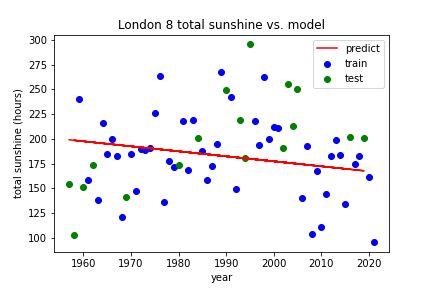 London 8 total sunshine vs. model
predict
train
test
300
275
250
225
200
175
150
125
100
total sunshine (hours)
1960
1970
1980
1990
2000
2010
2020
year